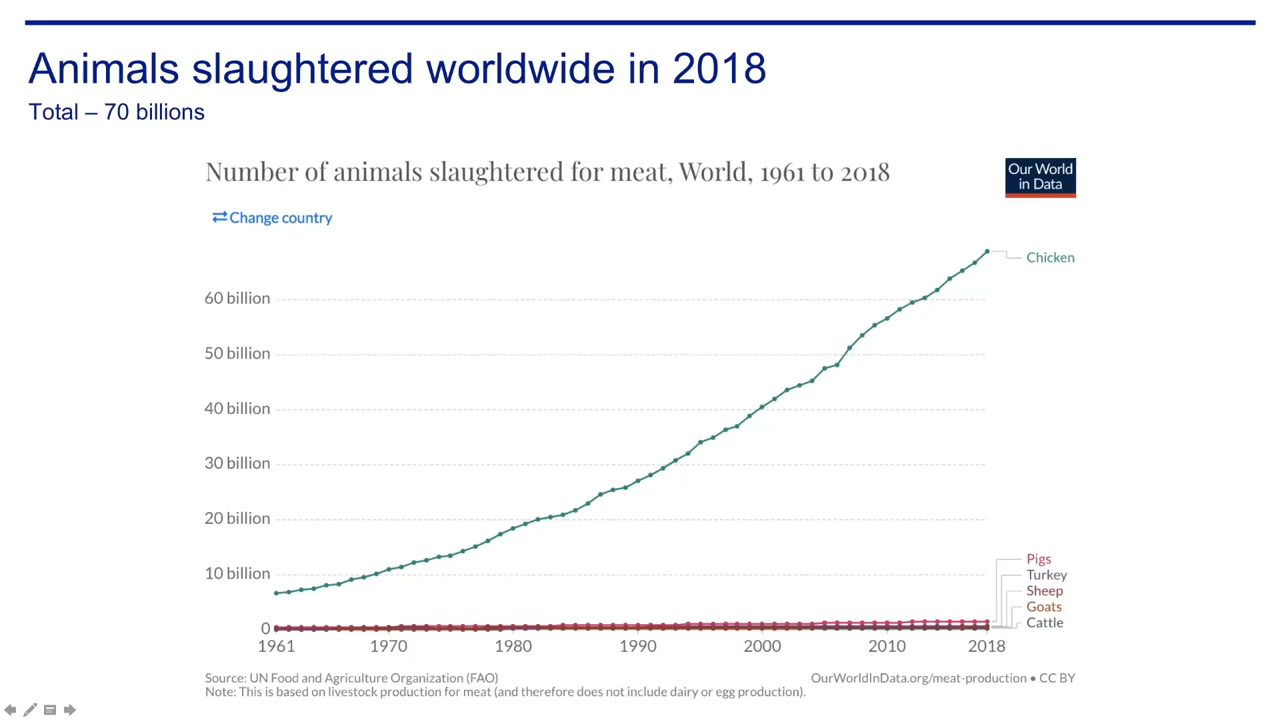 Animals slaughtered worldwide in 2018
Total – 70 billions
Number of animals slaughtered for meat, World, 1961 to 2018
Our World
in Data
Change country
Chicken
60 billion
50 billion
40 billion
30 billion
20 billion
10 billion
0
Pigs
Turkey
Sheep
Goats
Cattle
1961
1970
1980
1990
2000
2010
2018
Source: UN Food and Agriculture Organization (FAO)
OurWorldInData.org/meat-production • CC BY
Note: This is based on livestock production for meat (and therefore does not include dairy or egg production).